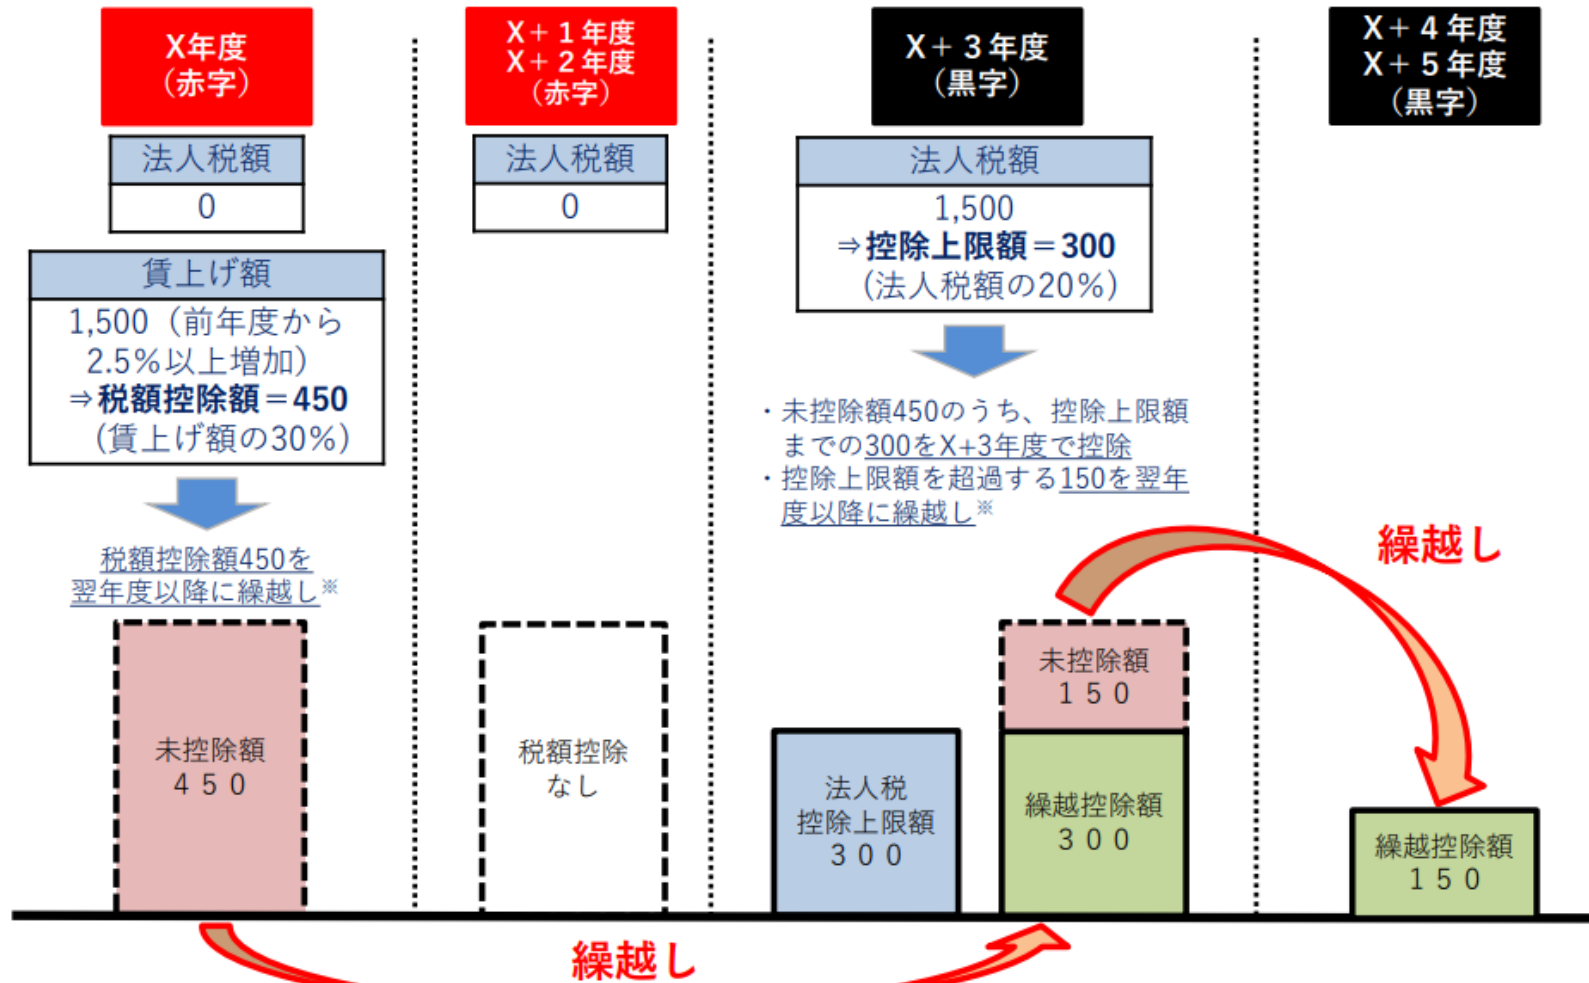 X年度
（赤字）
法人税額
0
賃上げ額
1,500（前年度から
2.5%以上増加）
⇒税額控除額＝450
（賃上げ額の30%）
税額控除額450を
翌年度以降に繰越し※
未控除額
４５０
X＋１年度
X＋２年度
（赤字）
法人税額
0
税額控除
なし
X＋３年度
（黒字）
法人税額
1,500
⇒控除上限額＝300
（法人税額の20%）
・未控除額450のうち、控除上限額
までの300をX+3年度で控除
・控除上限額を超過する150を翌年
度以降に繰越し※
法人税
控除上限額
３００
未控除額
１５０
繰越控除額
３００
X＋４年度
X＋５年度
（黒字）
繰越し
繰越控除額
１５０
繰越し